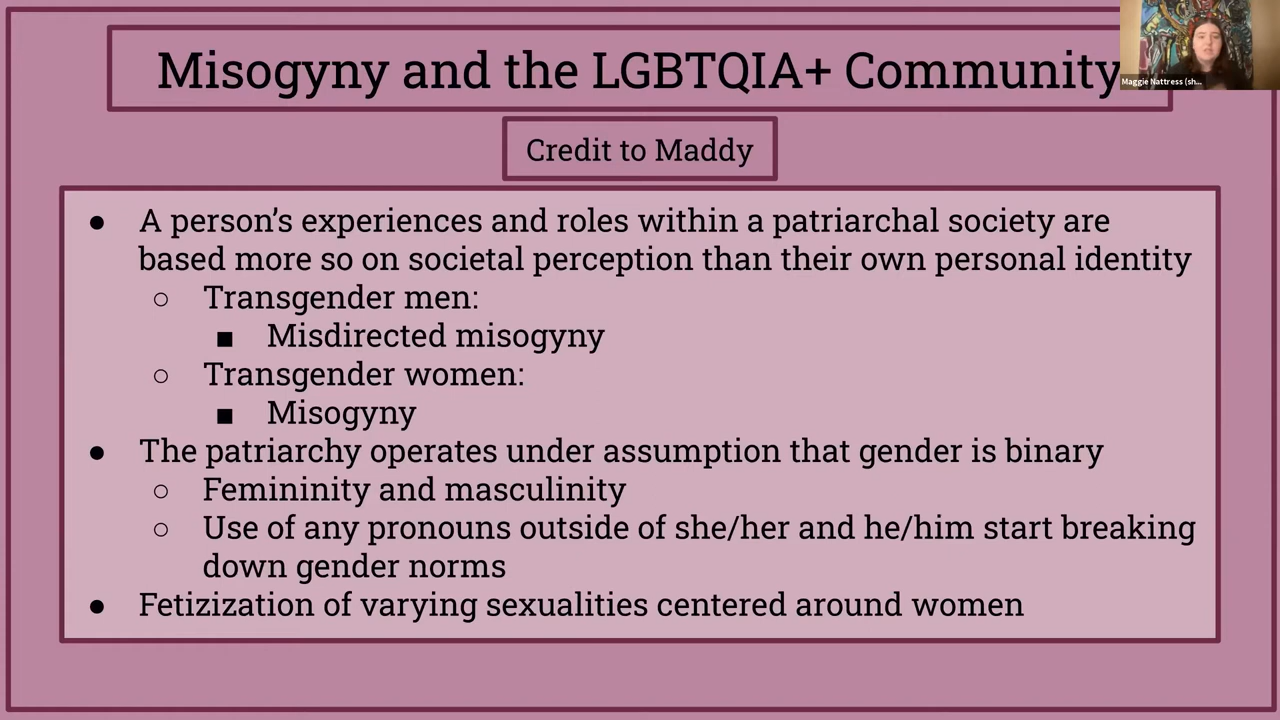 Misogyny and the LGBTQIA+ Community
Maggie Nattress (sh...
Credit to Maddy
● A person's experiences and roles within a patriarchal society are
based more so on societal perception than their own personal identity
○ Transgender men:
■ Misdirected misogyny
○ Transgender women:
■ Misogyny
● The patriarchy operates under assumption that gender is binary
○ Femininity and masculinity
○ Use of any pronouns outside of she/her and he/him start breaking
down gender norms
● Fetizization of varying sexualities centered around women